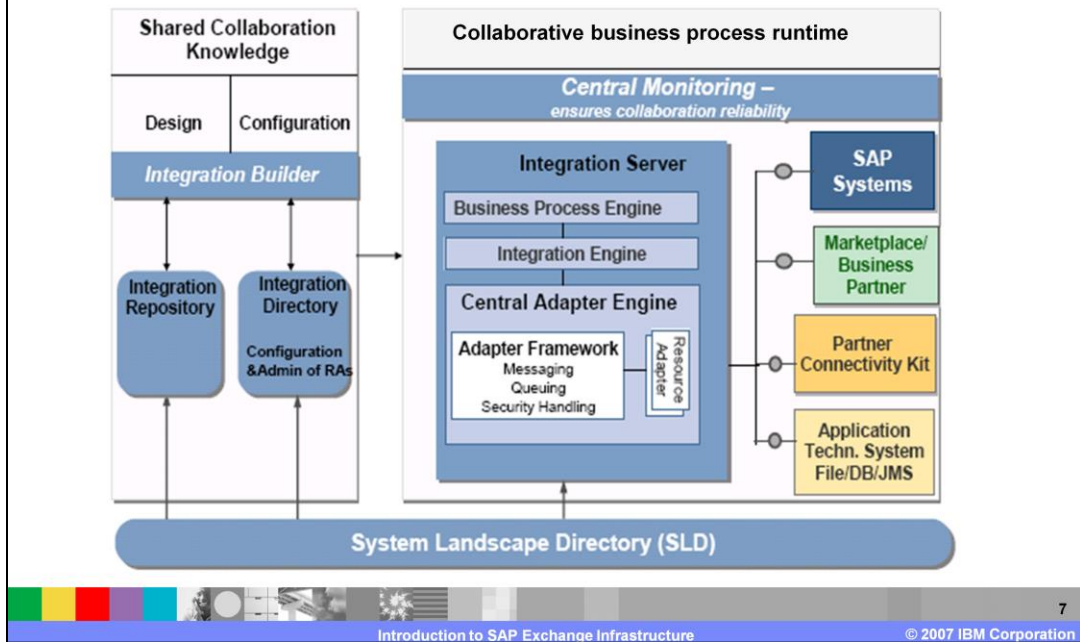 Shared Collaboration
Knowledge
Design
Configuration
Integration Builder
Integration
Repository
Integration
Directory
Configuration
&Admin of RAs
Collaborative business process runtime
Central Monitoring –
ensures collaboration reliability
Integration Server
Business Process Engine
Integration Engine
Central Adapter Engine
Adapter Framework
Messaging
Queuing
Security Handling
Resource
Adapter
SAP
Systems
Marketplace/
Business
Partner
Partner
Connectivity Kit
Application
Techn. System
File/DB/JMS
System Landscape Directory (SLD)
7
Introduction to SAP Exchange Infrastructure
© 2007 IBM Corporation